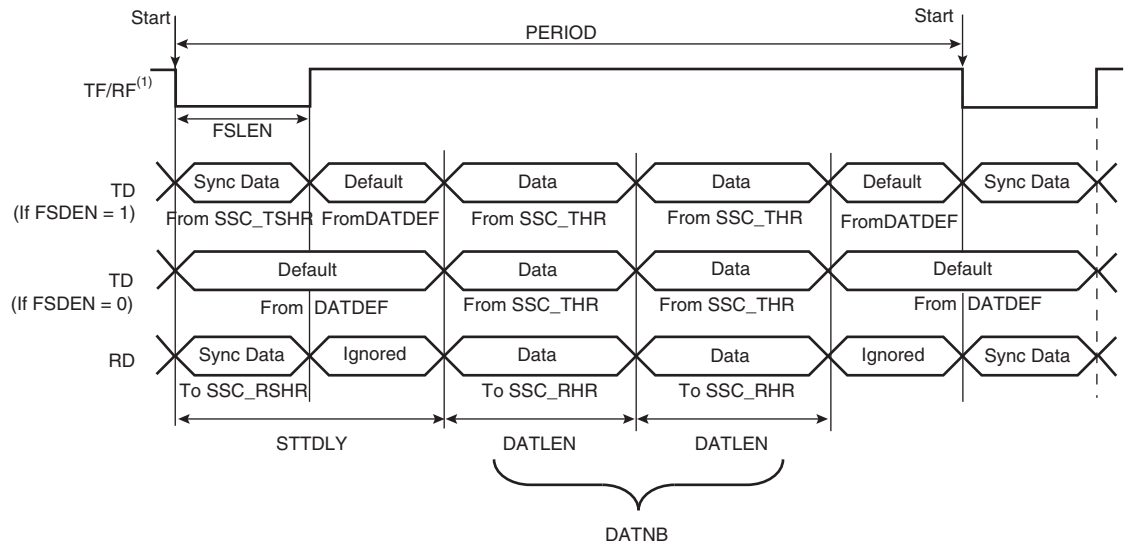 Start Start
PERIOD
TF/RF(1)
FSLEN
TD
(If FSDEN = 1)
Sync Data Default Data Data Default Sync Data
From SSC_TSHR FromDATDEF From SSC_THR From SSC_THR FromDATDEF
TD
(If FSDEN = 0)
Default Data Data Default
From DATDEF From SSC_THR From SSC_THR From DATDEF
RD Sync Data Ignored Data Data Ignored Sync Data
To SSC_RSHR To SSC_RHR To SSC_RHR
STTDLY DATLEN DATLEN
DATNB